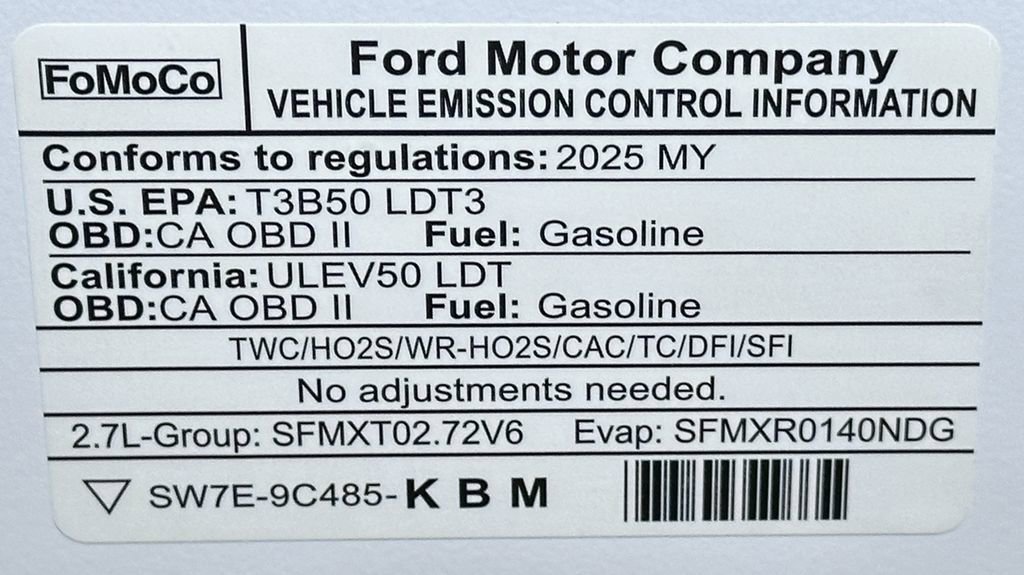 FoMoCo
Ford Motor Company
VEHICLE EMISSION CONTROL INFORMATION
Conforms to regulations: 2025 MY
U.S. EPA: T3B50 LDT3
OBD:CA OBD II Fuel: Gasoline
California: ULEV50 LDT
OBD:CA OBD II Fuel: Gasoline
TWC/HO2S/WR-HO2S/CAC/TC/DFI/SFI
No adjustments needed.
2.7L-Group: SFMXT02.72V6 Evap: SFMXR0140NDG
SW7E-9C485-K B M